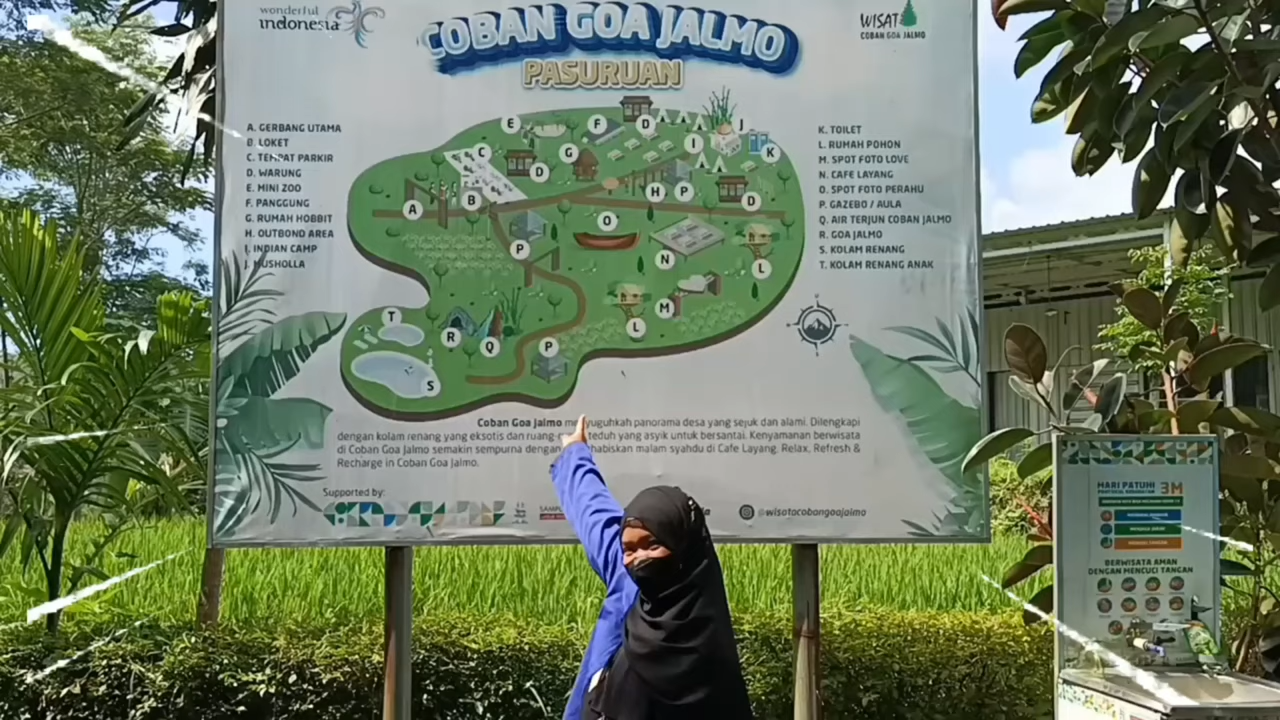 wonderful
indonesia
COBAN GOA JALMO
PASURUAN
WISATA
COBAN GOA JALMO
A. GERBANG UTAMA
B. LOKET
C. TEMPAT PARKIR
D. WARUNG
E. MINI ZOO
F. PANGGUNG
G. RUMAH HOBBIT
H. OUTBOND AREA
I. INDIAN CAMP
J. MUSHOLLA
K. TOILET
L. RUMAH POHON
M. SPOT FOTO LOVE
N. CAFE LAYANG
O. SPOT FOTO PERAHU
P. GAZEBO / AULA
Q. AIR TERJUN COBAN JALMO
R. GOA JALMO
S. KOLAM RENANG
T. KOLAM RENANG ANAK
E F D J
C D G I K
A B H P D
P O
N L
M L
T R Q P
S
Coban Goa Jalmo menyuguhkah panorama desa yang sejuk dan alami. Dilengkapi
dengan kolam renang yang eksotis dan ruang- teduh yang asyik untuk bersantai. Kenyamanan berwisata
di Coban Goa Jalmo semakin sempurna dengan habiskan malam syahdu di Cafe Layang. Relax, Refresh &
Recharge in Coban Goa Jalmo.
Supported by:
@wisatacobangoajalmo
HARI PATUHI
PROTOKOL KESEHATAN 3M
BERWISATA AMAN
DENGAN MENCUCI TANGAN